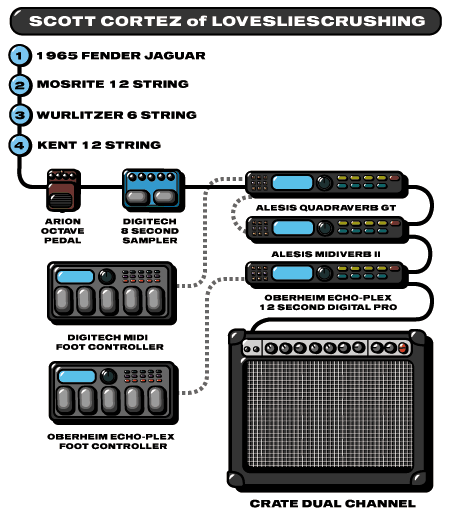 SCOTT CORTEZ of LOVESLIESCRUSHING
1 1965 FENDER JAGUAR
2 MOSRITE 12 STRING
3 WURLITZER 6 STRING
4 KENT 12 STRING
ARION
OCTAVE
PEDAL
DIGITECH
8 SECOND
SAMPLER
ALESIS QUADRAVERB GT
ALESIS MIDIVERB II
OBERHEIM ECHO-PLEX
12 SECOND DIGITAL PRO
DIGITECH MIDI
FOOT CONTROLLER
OBERHEIM ECHO-PLEX
FOOT CONTROLLER
CRATE DUAL CHANNEL